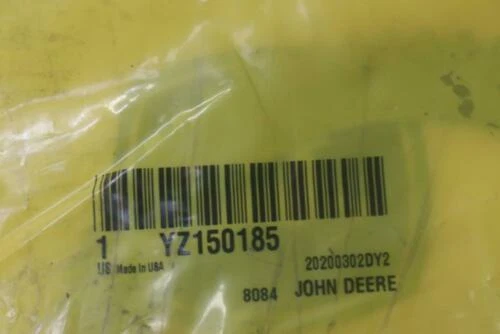 1 YZ150185
US Made In USA 20200302DY2
8084 JOHN DEERE